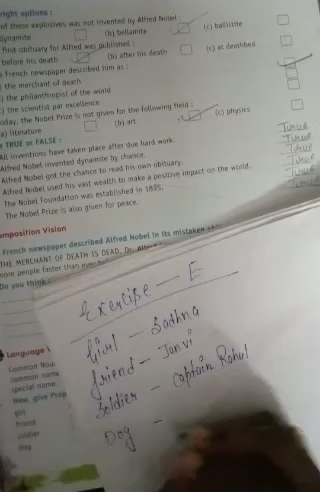 right options :
of these explosives was not invented by Alfred Nobel :
dynamite (b) bellamite (c) ballistite
first obituary for Alfred was published :
before his death (b) after his death (c) at deathbed
French newspaper described him as :
the merchant of death
the philanthropist of the world
the scientist par excellence
oday, the Nobel Prize is not given for the following field :
a) literature (b) art (c) physics
TRUE or FALSE :
All inventions have taken place after due hard work. True
Alfred Nobel invented dynamite by chance. True
Alfred Nobel got the chance to read his own obituary. True
Alfred Nobel used his vast wealth to make a positive impact on the world. True
The Nobel Foundation was established in 1895. True
The Nobel Prize is also given for peace.
mposition Vision
French newspaper described Alfred Nobel in its mistaken
THE MERCHANT OF DEATH IS DEAD. Dr. Alfred
more people faster than ever
Do you think
Exercise - E
Girl - Sadhna
friend - Janvi
Soldier - Captain Rahul
Dog -
Language
Common Noun
common name
special name.
Now, give Prop
girl
friend
soldier
dog